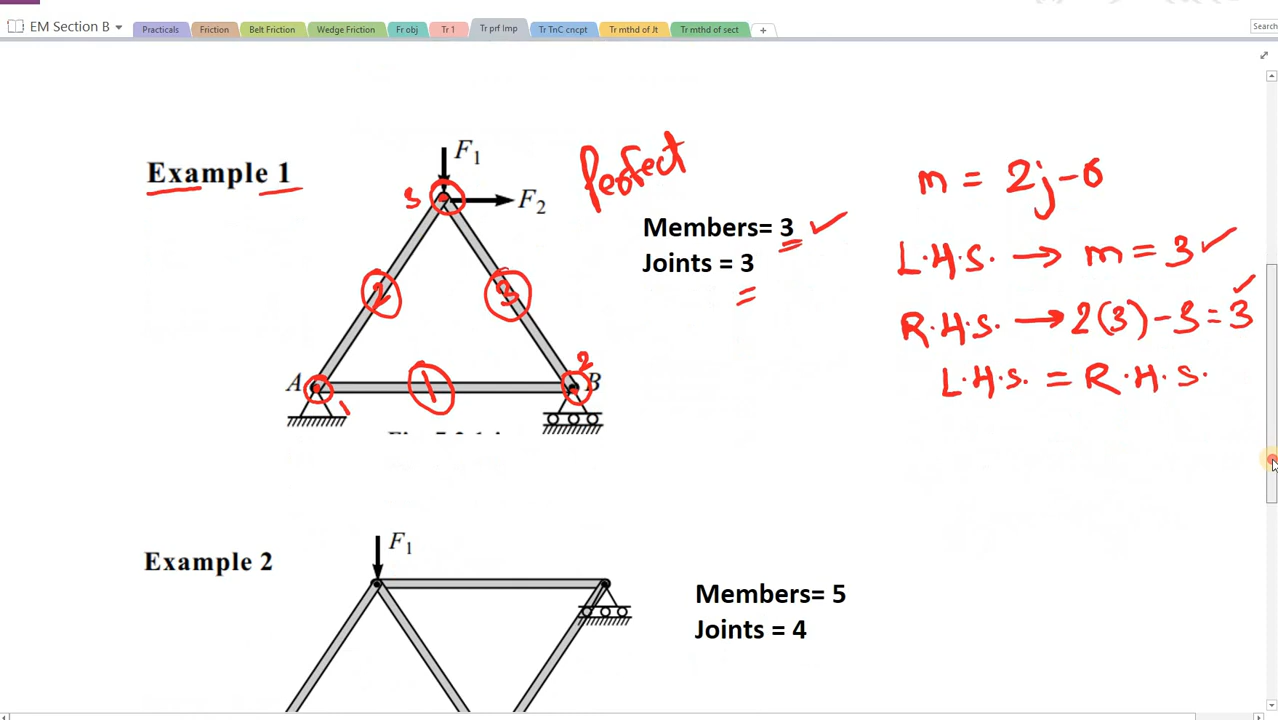 EM Section B
Practicals
Friction
Belt Friction
Wedge Friction
Fr obj
Tr 1
Tr prf Imp
Tr TnC cncpt
Tr mthd of Jt
Tr mthd of sect
Search
Example 1
F1
F2
3
2
3
1
A
1
2
B
Perfect
Members= 3
Joints = 3
m = 2j -
L.H.S. → m = 3
R.H.S. → 2(3) - 3 = 3
L.H.S. = R.H.S.
Example 2
F1
Members= 5
Joints = 4